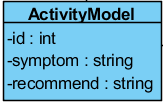 ActivityModel
-id : int
-symptom : string
-recommend : string